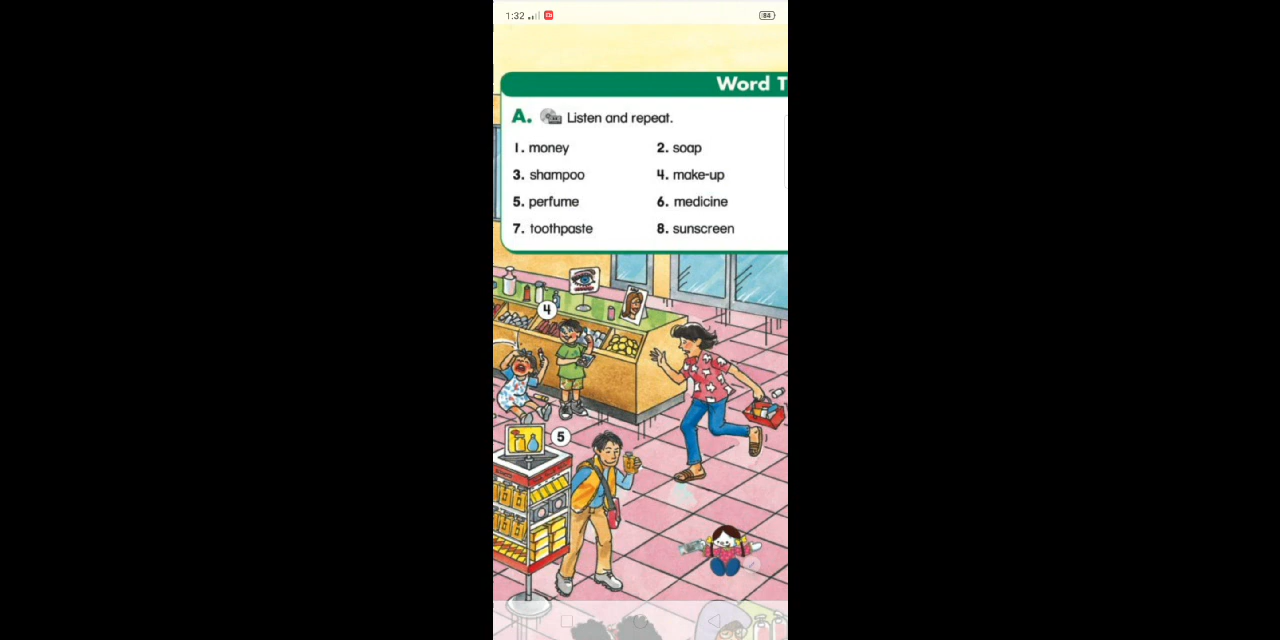 1:32
84
Word T
A. Listen and repeat.
1. money 2. soap
3. shampoo 4. make-up
5. perfume 6. medicine
7. toothpaste 8. sunscreen
4
5